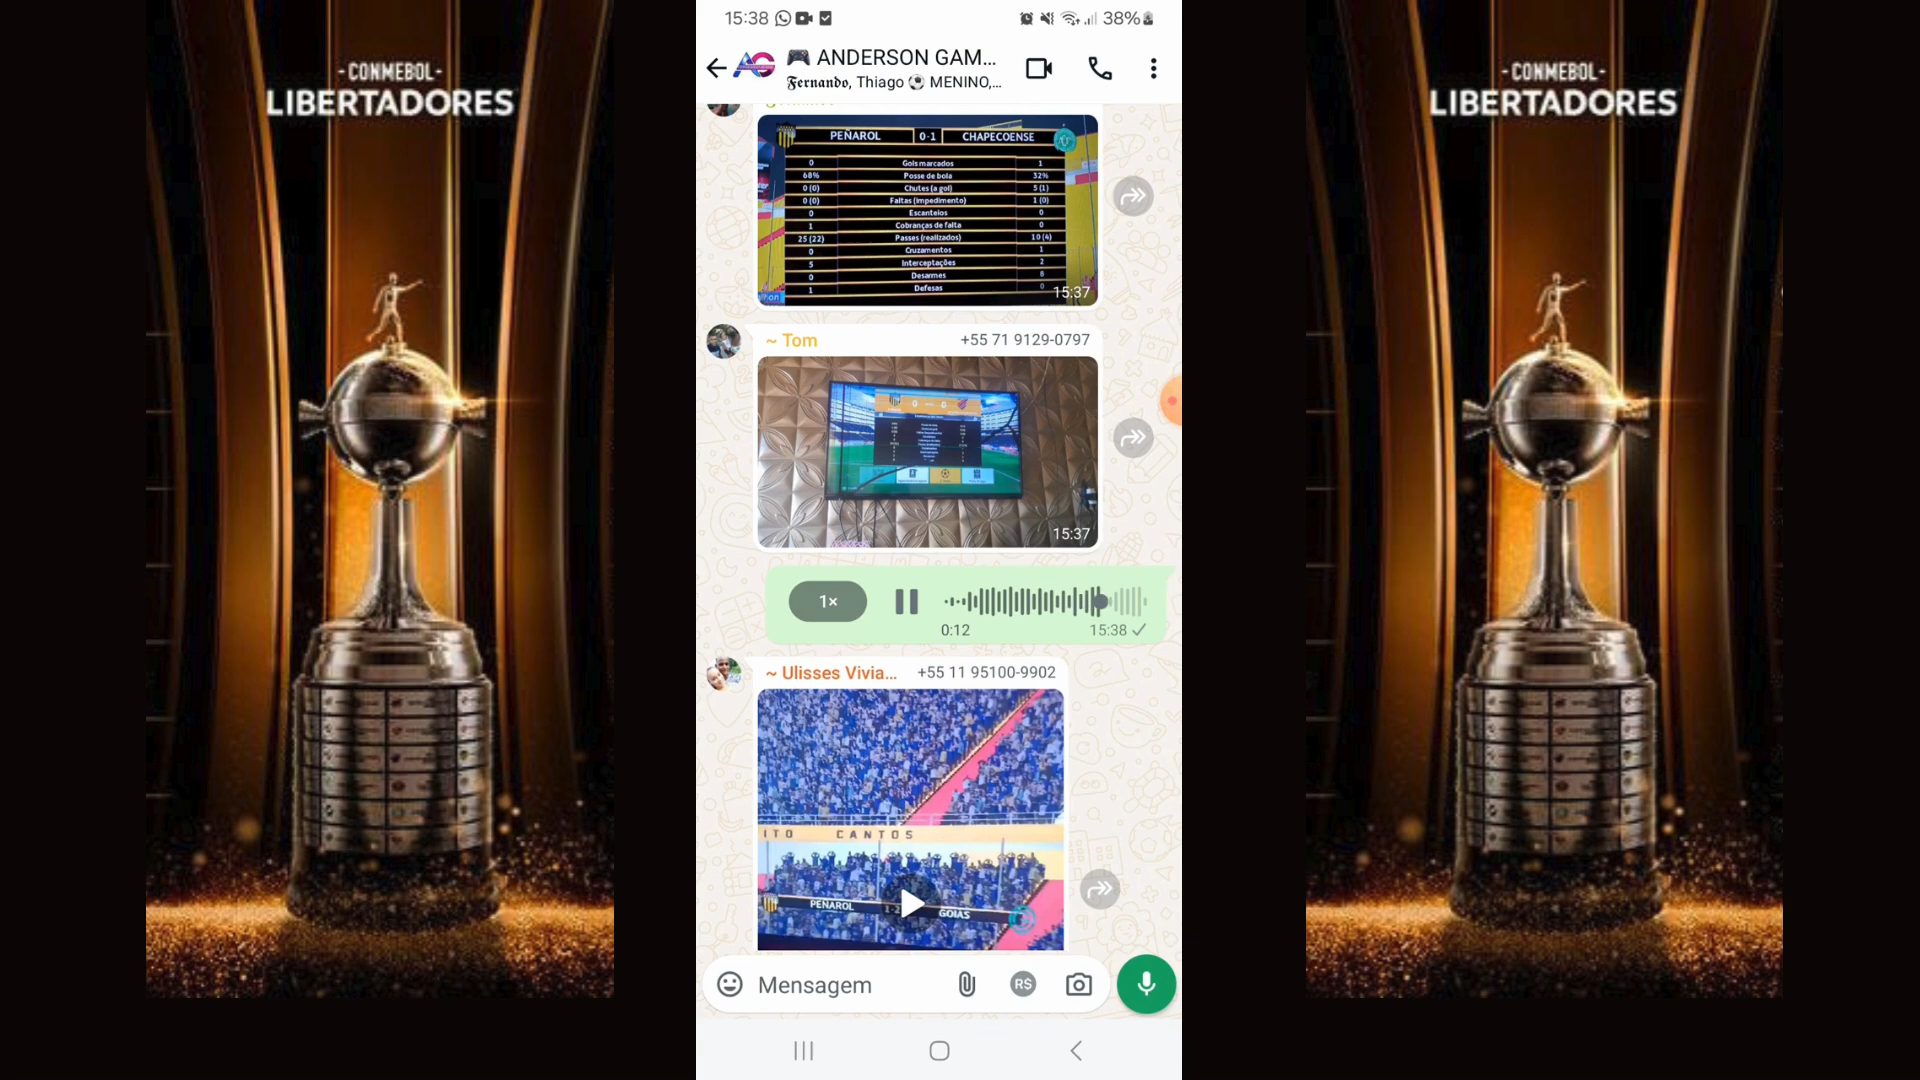 -CONMEBOL-
LIBERTADORES
15:38
38%
AG
🎮 ANDERSON GAM...
𝕱𝖊𝖗𝖓𝖆𝖓𝖉𝖔, Thiago ⚽ MENINO,...
PEÑAROL 0-1 CHAPECOENSE
0 Gols marcados 1
68% Posse de bola 32%
0 (0) Chutes (a gol) 5 (1)
0 (0) Faltas (impedimento) 1 (0)
0 Escanteios 0
1 Cobranças de falta 0
25 (22) Passes (realizados) 10 (4)
0 Cruzamentos 1
5 Interceptações 2
0 Desarmes 6
1 Defesas 0
15:37
~ Tom +55 71 9129-0797
0 0
15:37
1×
0:12 15:38
~ Ulisses Vivia... +55 11 95100-9902
ITO CANTOS
PEÑAROL GOIAS
Mensagem
R$
-CONMEBOL-
LIBERTADORES